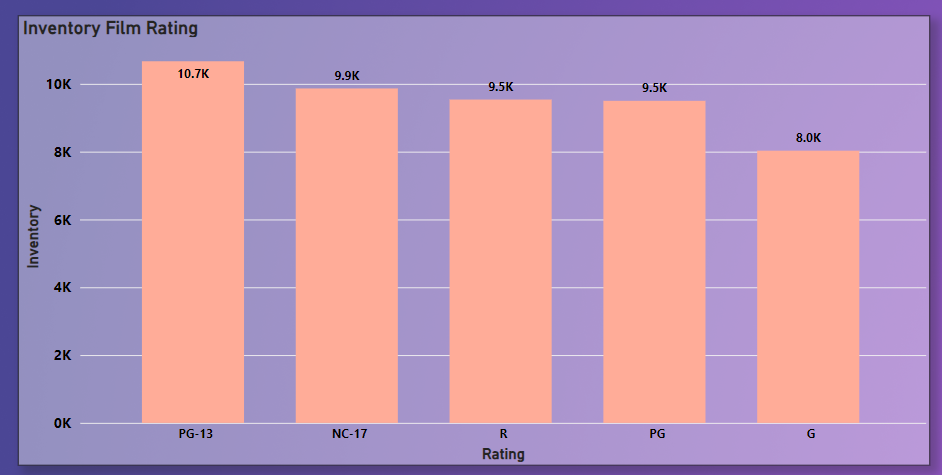 Inventory Film Rating
10K
8K
6K
4K
2K
0K
Inventory
10.7K
9.9K
9.5K
9.5K
8.0K
PG-13
NC-17
R
PG
G
Rating